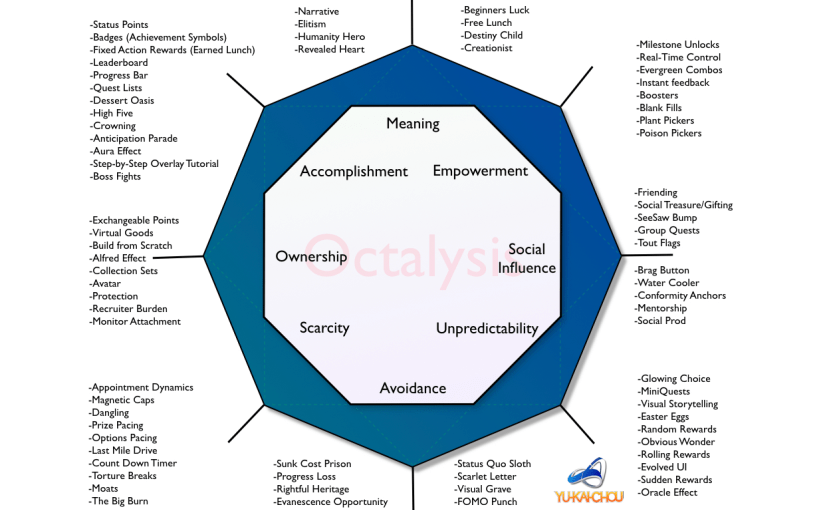 -Narrative
-Elitism
-Humanity Hero
-Revealed Heart
-Beginners Luck
-Free Lunch
-Destiny Child
-Creationist
-Status Points
-Badges (Achievement Symbols)
-Fixed Action Rewards (Earned Lunch)
-Leaderboard
-Progress Bar
-Quest Lists
-Dessert Oasis
-High Five
-Crowning
-Anticipation Parade
-Aura Effect
-Step-by-Step Overlay Tutorial
-Boss Fights
-Milestone Unlocks
-Real-Time Control
-Evergreen Combos
-Instant feedback
-Boosters
-Blank Fills
-Plant Pickers
-Poison Pickers
Meaning
Accomplishment
Empowerment
Ownership
Octalysis
Social
Influence
Scarcity
Unpredictability
Avoidance
-Exchangeable Points
-Virtual Goods
-Build from Scratch
-Alfred Effect
-Collection Sets
-Avatar
-Protection
-Recruiter Burden
-Monitor Attachment
-Friending
-Social Treasure/Gifting
-SeeSaw Bump
-Group Quests
-Tout Flags
-Brag Button
-Water Cooler
-Conformity Anchors
-Mentorship
-Social Prod
-Appointment Dynamics
-Magnetic Caps
-Dangling
-Prize Pacing
-Options Pacing
-Last Mile Drive
-Count Down Timer
-Torture Breaks
-Moats
-The Big Burn
-Sunk Cost Prison
-Progress Loss
-Rightful Heritage
-Evanescence Opportunity
-Status Quo Sloth
-Scarlet Letter
-Visual Grave
-FOMO Punch
-Glowing Choice
-MiniQuests
-Visual Storytelling
-Easter Eggs
-Random Rewards
-Obvious Wonder
-Rolling Rewards
-Evolved UI
-Sudden Rewards
-Oracle Effect
YU-KAI-CHOU